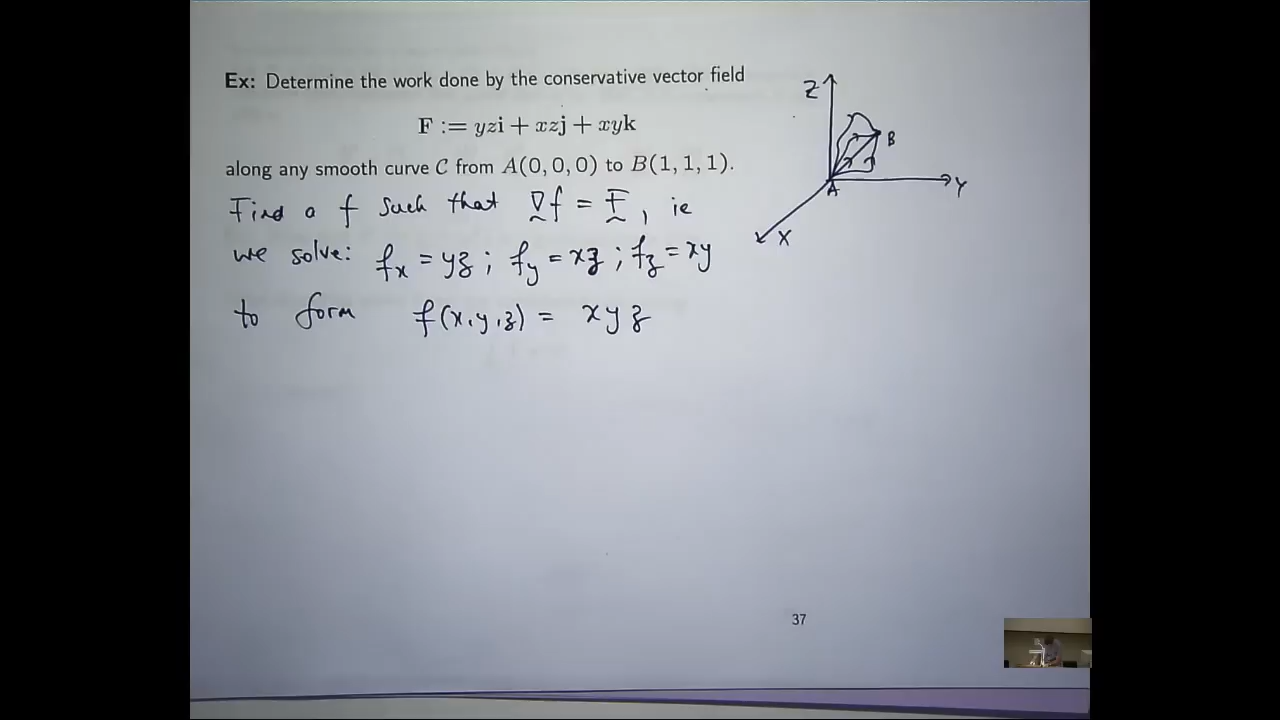 Ex: Determine the work done by the conservative vector field
F := yzi + xzj + xyk
along any smooth curve C from A(0, 0, 0) to B(1, 1, 1).
Find a f such that ∇f = F, ie
we solve: fx = yz ; fy = xz ; fz = xy
to form f(x,y,z) = xyz
Z
B
A
Y
X
37